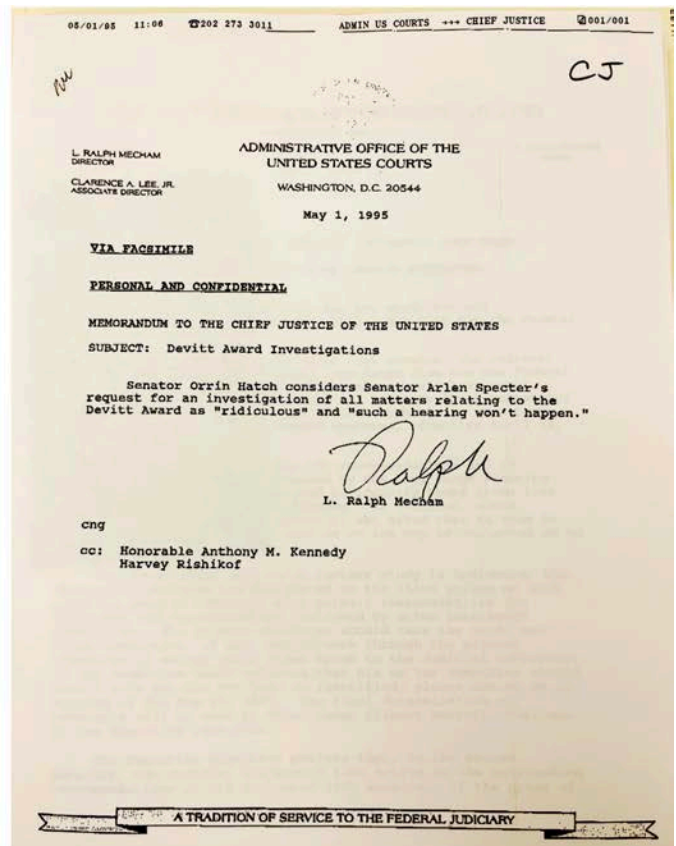 05/01/95 11:06 ☎202 273 3011 ADMIN US COURTS +++ CHIEF JUSTICE 001/001
CJ
L. RALPH MECHAM
DIRECTOR
CLARENCE A. LEE, JR.
ASSOCIATE DIRECTOR
ADMINISTRATIVE OFFICE OF THE
UNITED STATES COURTS
WASHINGTON, D.C. 20544
May 1, 1995
VIA FACSIMILE
PERSONAL AND CONFIDENTIAL
MEMORANDUM TO THE CHIEF JUSTICE OF THE UNITED STATES
SUBJECT: Devitt Award Investigations
Senator Orrin Hatch considers Senator Arlen Specter's
request for an investigation of all matters relating to the
Devitt Award as "ridiculous" and "such a hearing won't happen."
Ralph
L. Ralph Mecham
cng
cc: Honorable Anthony M. Kennedy
Harvey Rishikof
A TRADITION OF SERVICE TO THE FEDERAL JUDICIARY